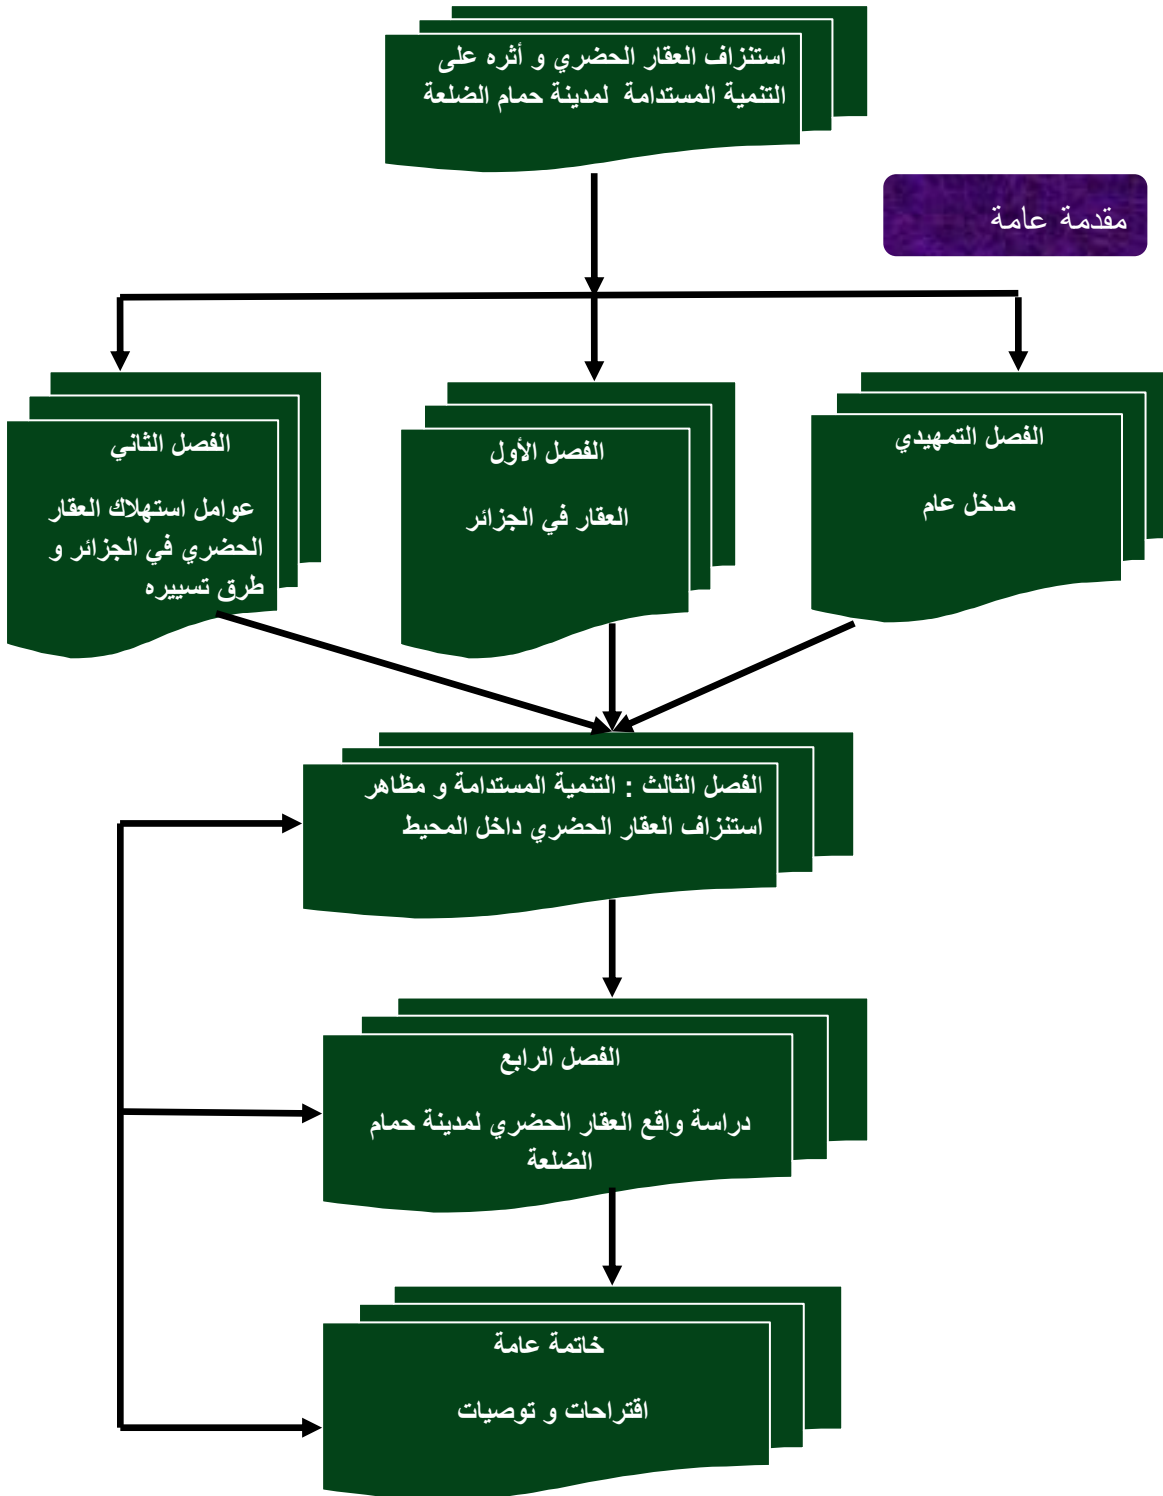 استنزاف العقار الحضري و أثره على
التنمية المستدامة لمدينة حمام الضلعة
مقدمة عامة
الفصل التمهيدي
مدخل عام
الفصل الأول
العقار في الجزائر
الفصل الثاني
عوامل استهلاك العقار
الحضري في الجزائر و
طرق تسييره
الفصل الثالث : التنمية المستدامة و مظاهر
استنزاف العقار الحضري داخل المحيط
الفصل الرابع
دراسة واقع العقار الحضري لمدينة حمام
الضلعة
خاتمة عامة
اقتراحات و توصيات